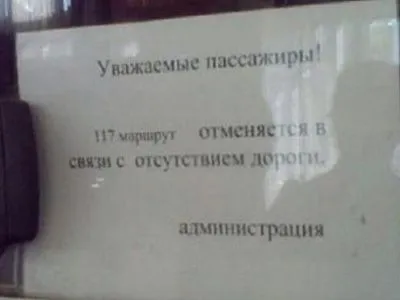 Уважаемые пассажиры!
117 маршрут отменяется в
связи с отсутствием дороги.
администрация